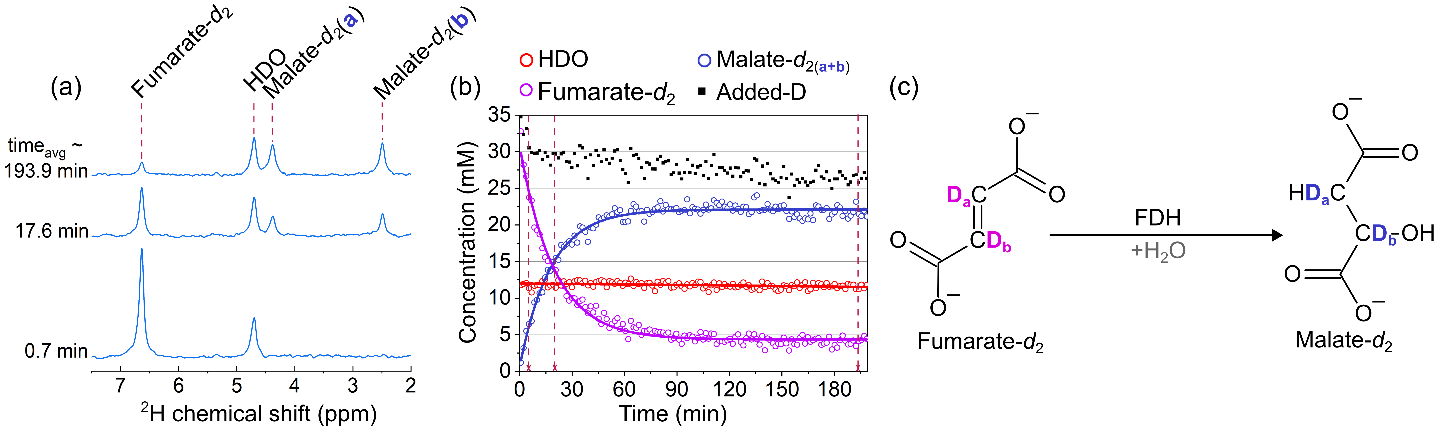 (a)
Fumarate-d2
HDO
Malate-d2(a)
Malate-d2(b)
timeavg ~
193.9 min
17.6 min
0.7 min
7 6 5 4 3 2
2H chemical shift (ppm)
(b)
HDO
Malate-d2(a+b)
Fumarate-d2
Added-D
35
30
25
20
15
10
5
0
Concentration (mM)
0 30 60 90 120 150 180
Time (min)
(c)
O−
O
Da
Db
O
O−
Fumarate-d2
FDH
+H2O
O−
O
HDa
Db-OH
O
O−
Malate-d2